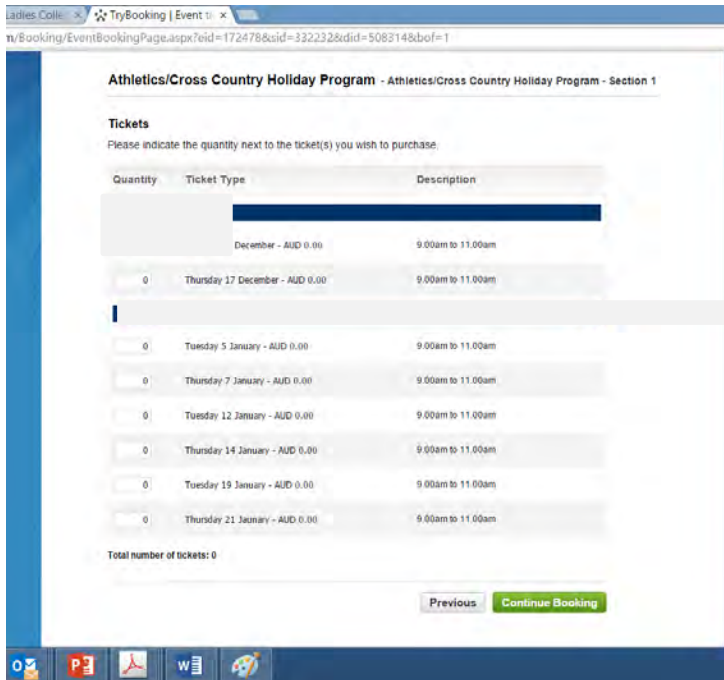 Ladies Colle
TryBooking | Event ti
m/Booking/EventBookingPage.aspx?eid=172478&sid=332232&did=508314&bof=1
Athletics/Cross Country Holiday Program - Athletics/Cross Country Holiday Program - Section 1
Tickets
Please indicate the quantity next to the ticket(s) you wish to purchase.
Quantity Ticket Type Description
December - AUD 0.00 9.00am to 11.00am
0 Thursday 17 December - AUD 0.00 9.00am to 11.00am
0 Tuesday 5 January - AUD 0.00 9.00am to 11.00am
0 Thursday 7 January - AUD 0.00 9.00am to 11.00am
0 Tuesday 12 January - AUD 0.00 9.00am to 11.00am
0 Thursday 14 January - AUD 0.00 9.00am to 11.00am
0 Tuesday 19 January - AUD 0.00 9.00am to 11.00am
0 Thursday 21 Jaunary - AUD 0.00 9.00am to 11.00am
Total number of tickets: 0
Previous Continue Booking